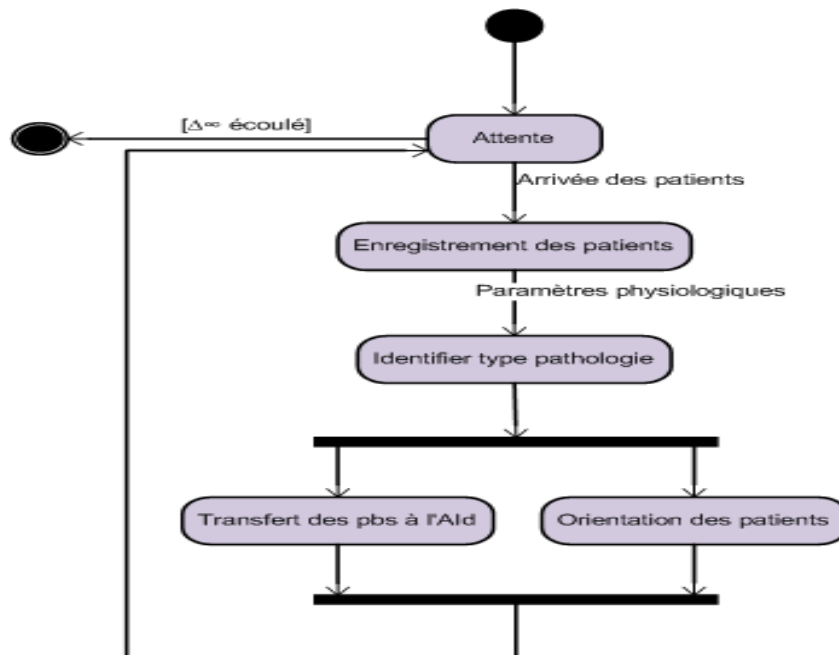 [Δ∞ écoulé]
Attente
Arrivée des patients
Enregistrement des patients
Paramètres physiologiques
Identifier type pathologie
Transfert des pbs à l'AId
Orientation des patients